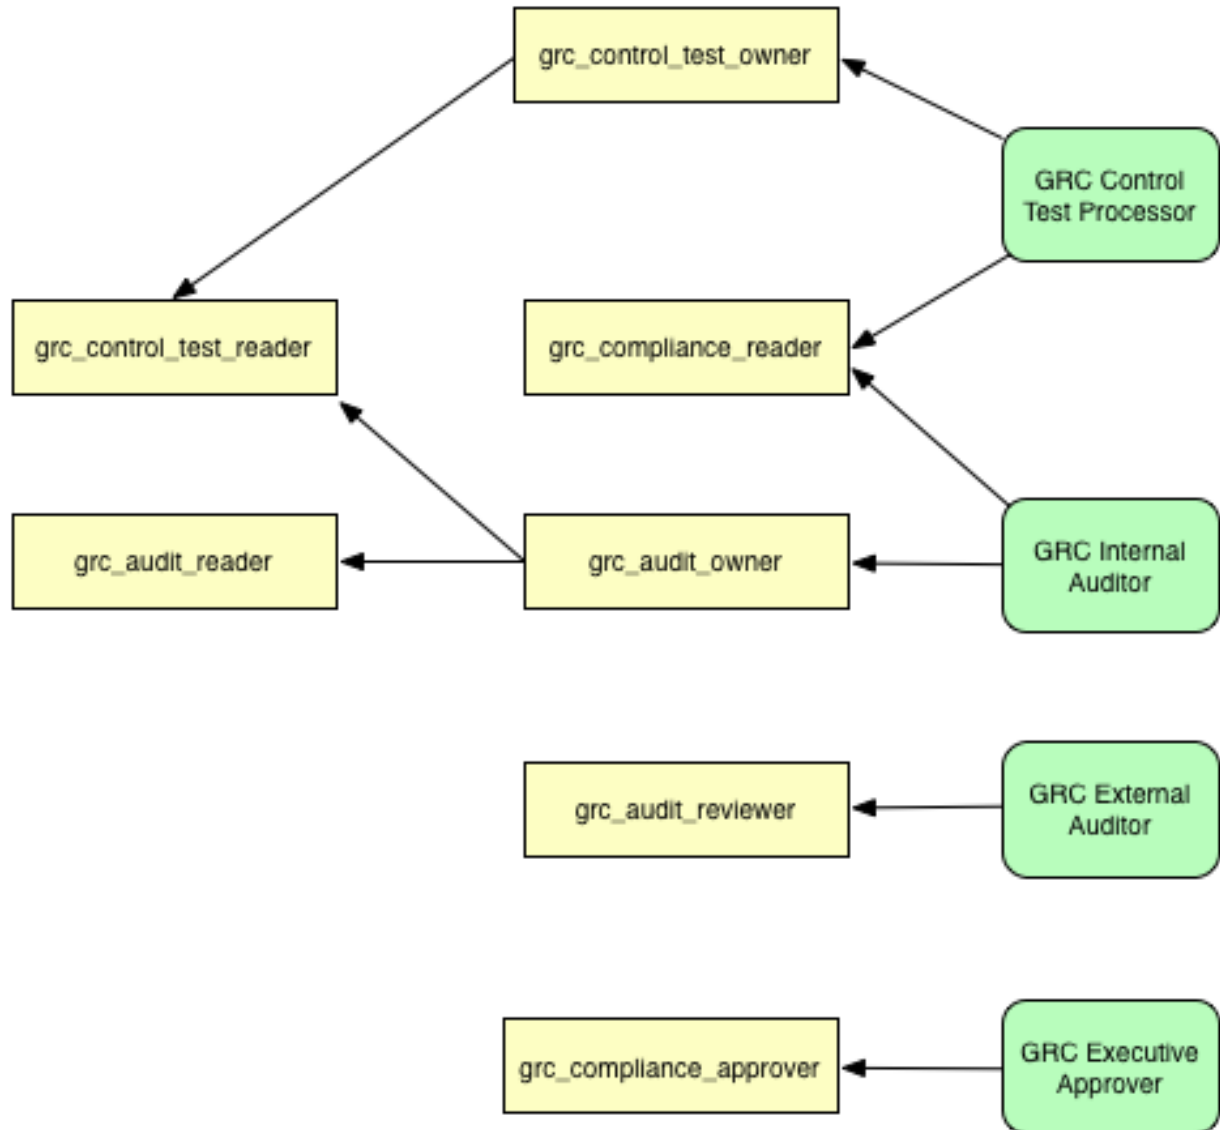 grc_control_test_owner
GRC Control
Test Processor
grc_control_test_reader
grc_compliance_reader
grc_audit_reader
grc_audit_owner
GRC Internal
Auditor
grc_audit_reviewer
GRC External
Auditor
grc_compliance_approver
GRC Executive
Approver